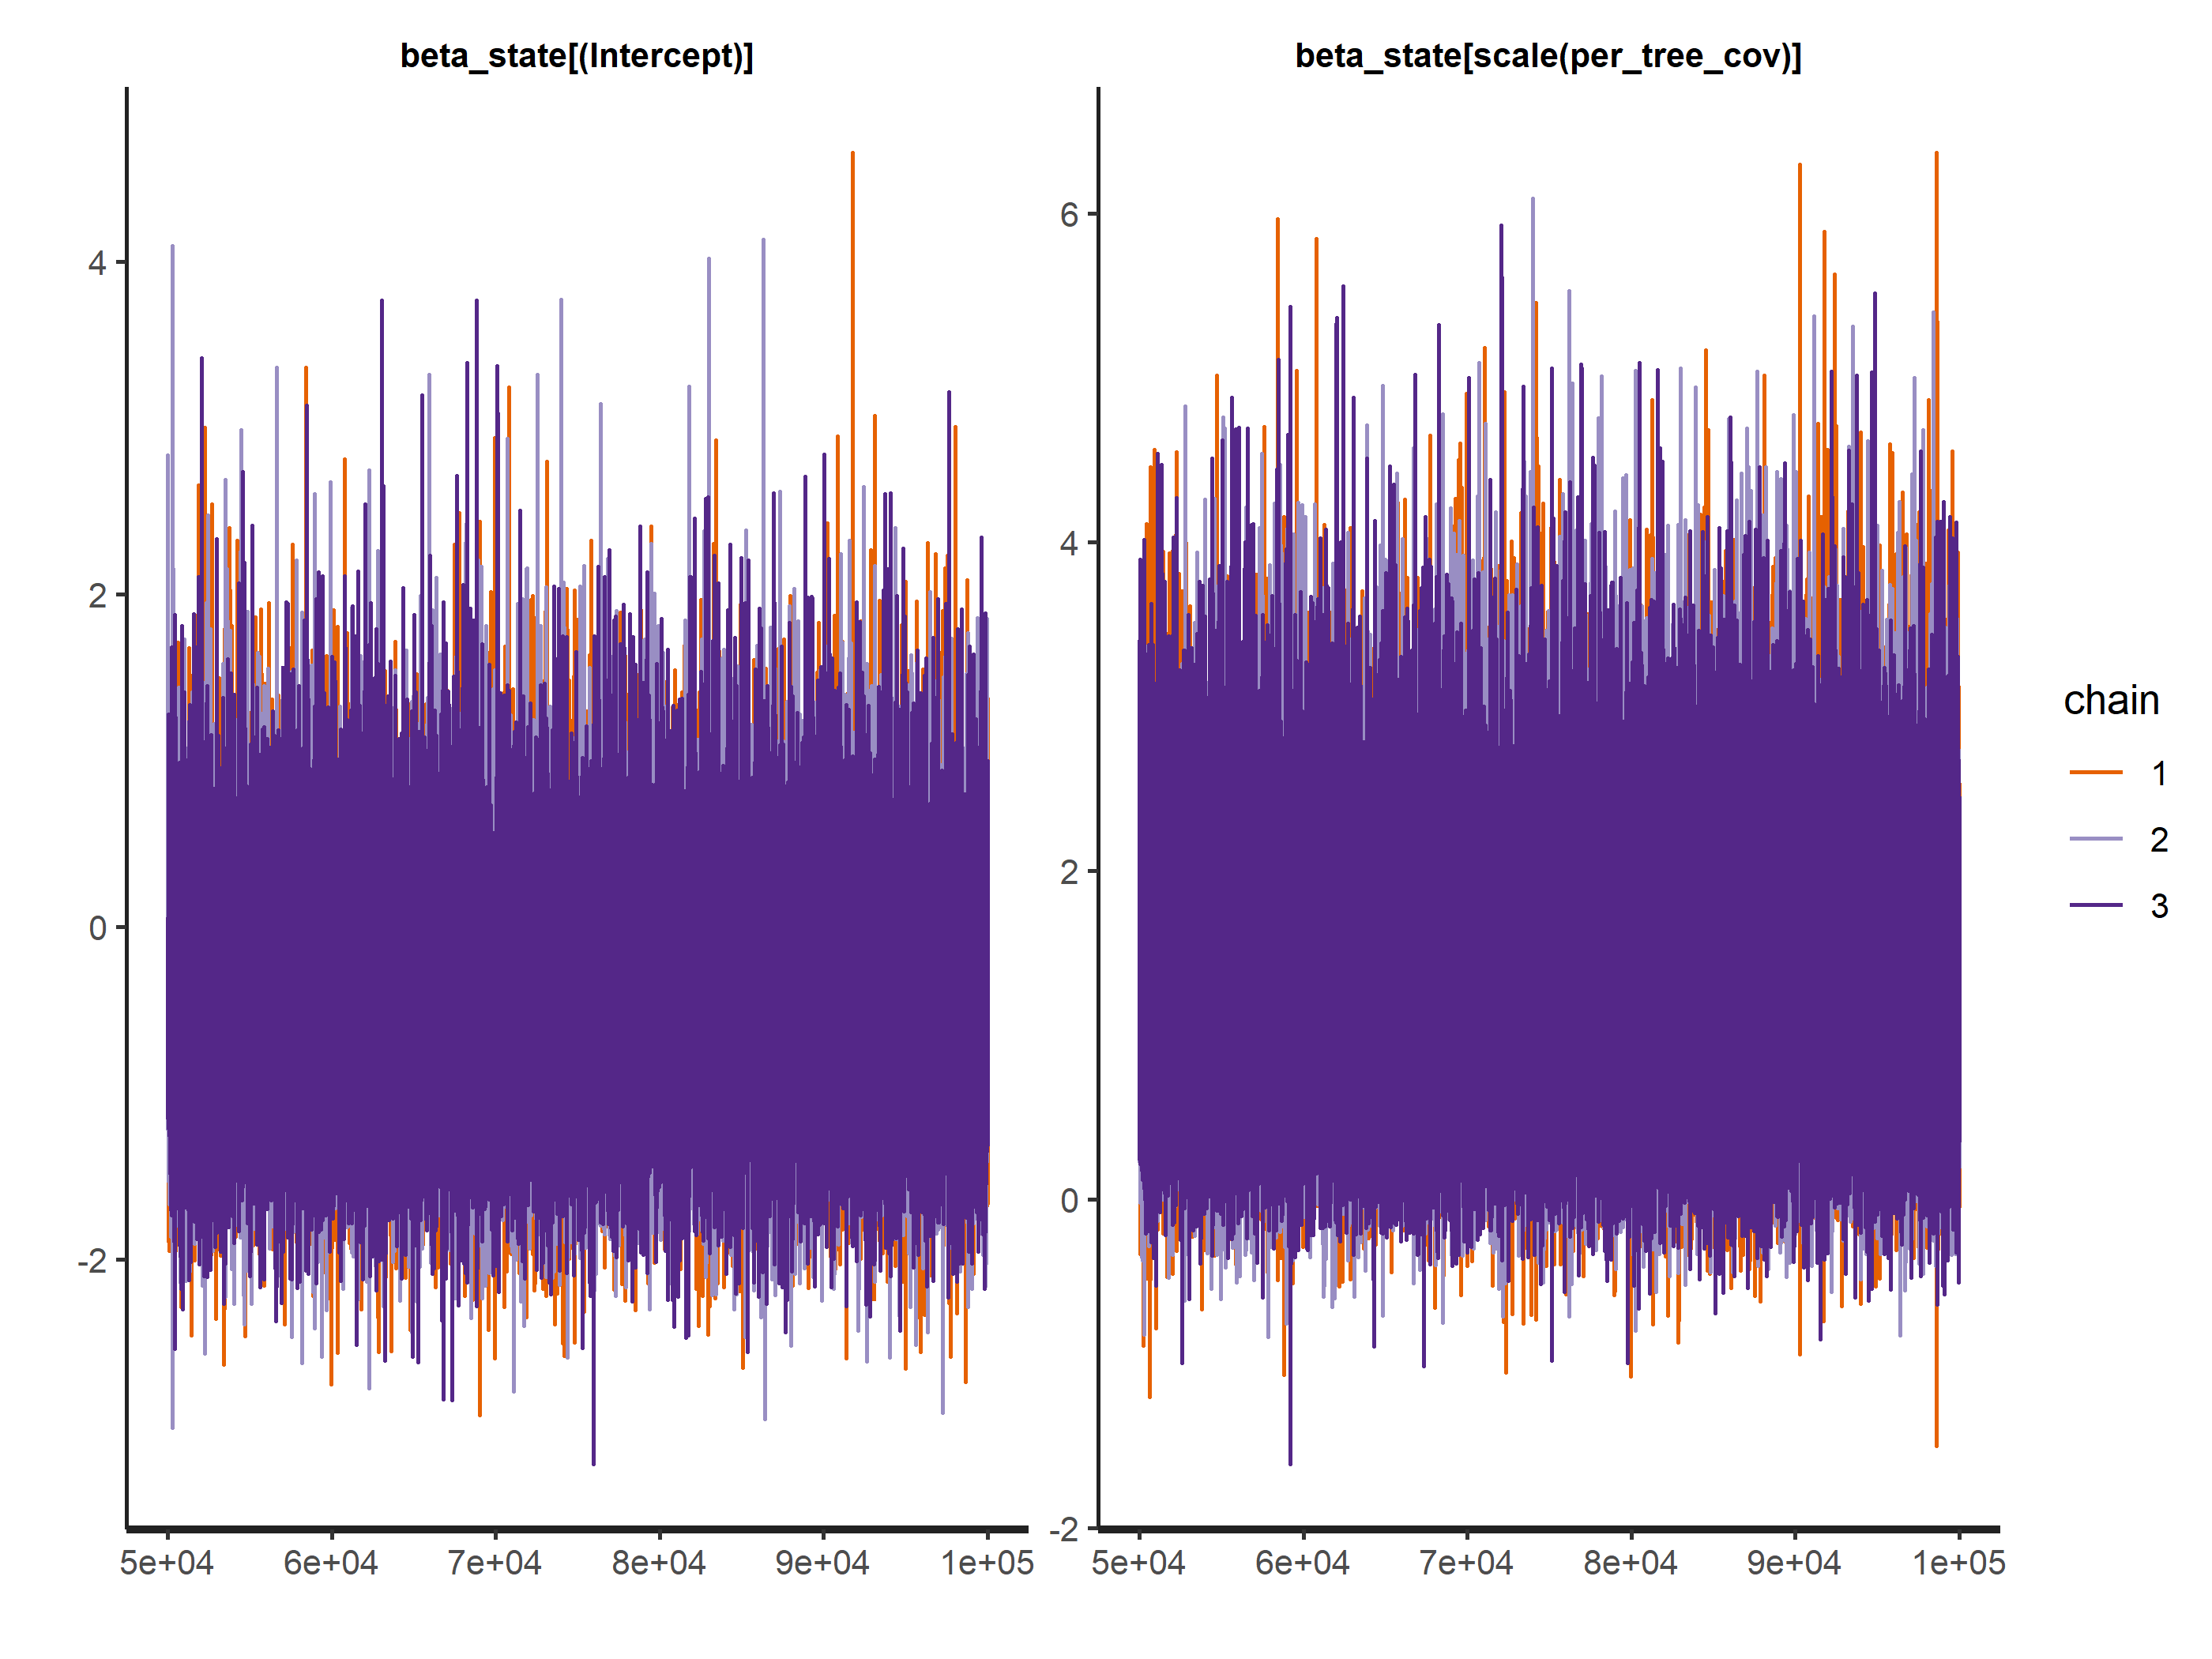 beta_state[(Intercept)]
beta_state[scale(per_tree_cov)]
4
2
0
-2
5e+04
6e+04
7e+04
8e+04
9e+04
1e+05
6
4
2
0
-2
5e+04
6e+04
7e+04
8e+04
9e+04
1e+05
chain
1
2
3